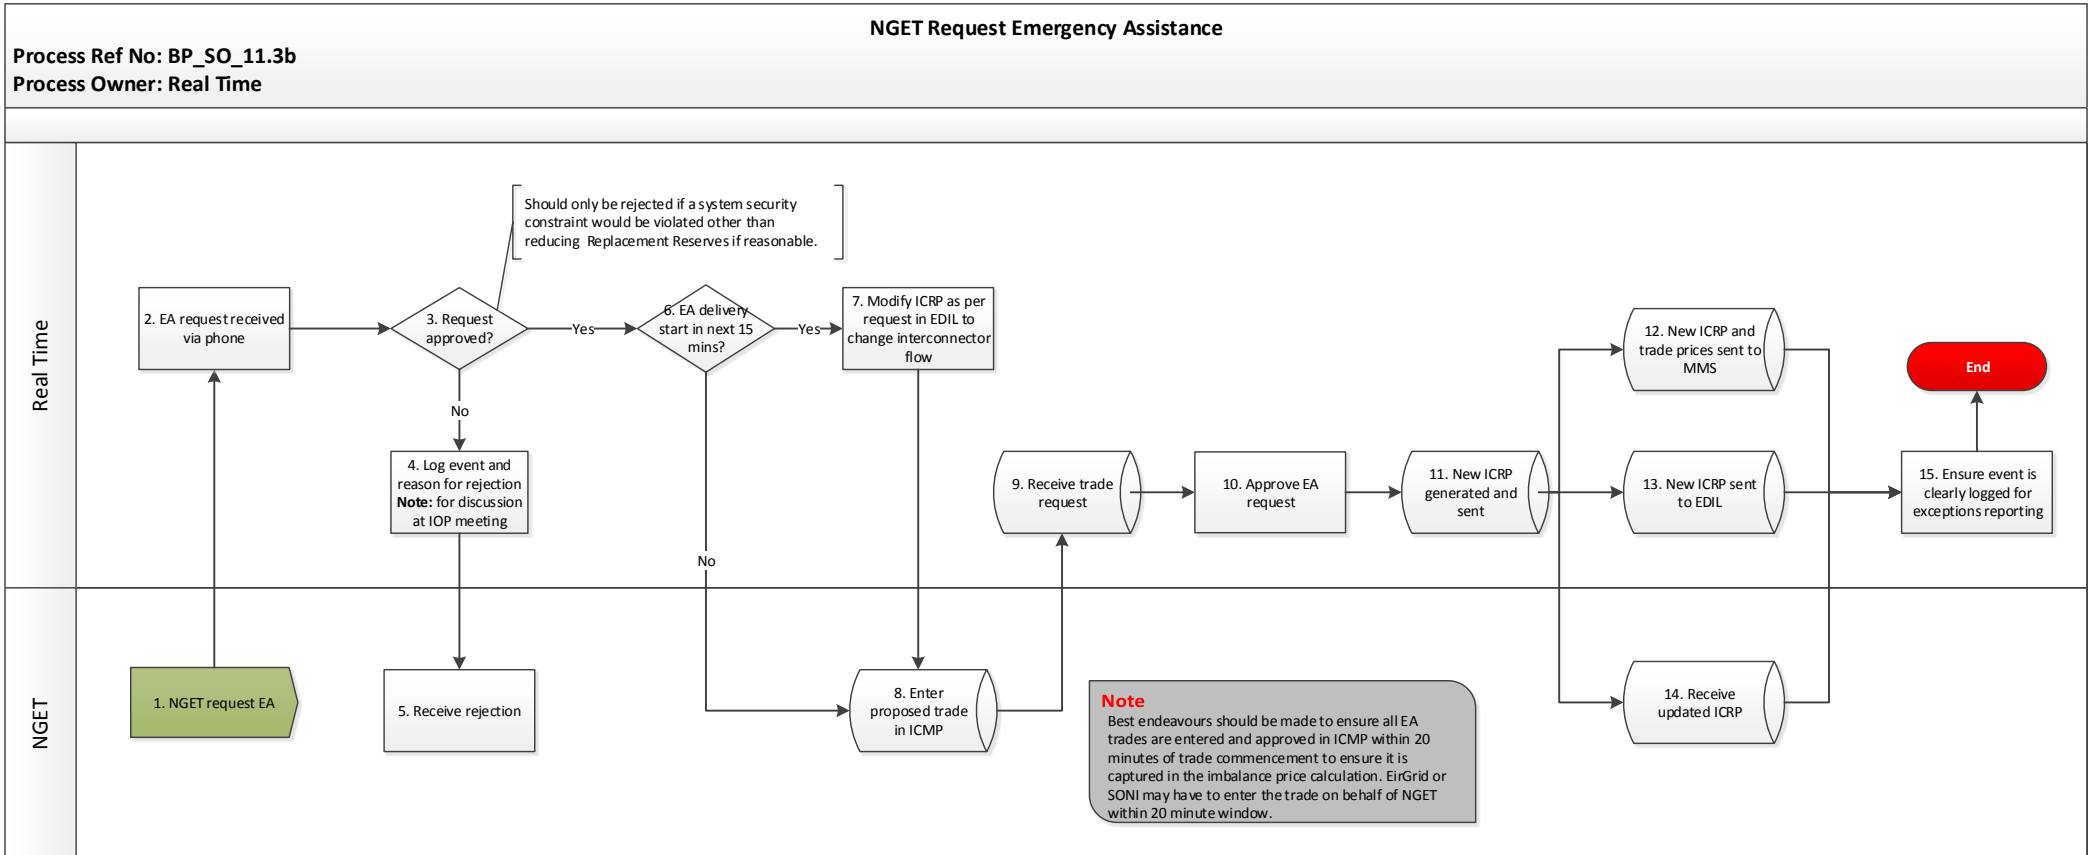 NGET Request Emergency Assistance
Process Ref No: BP_SO_11.3b
Process Owner: Real Time
Real Time
Should only be rejected if a system security
constraint would be violated other than
reducing Replacement Reserves if reasonable.
2. EA request received
via phone
3. Request
approved?
Yes
6. EA delivery
start in next 15
mins?
Yes
7. Modify ICRP as per
request in EDIL to
change interconnector
flow
No
4. Log event and
reason for rejection
Note: for discussion
at IOP meeting
No
9. Receive trade
request
10. Approve EA
request
11. New ICRP
generated and
sent
12. New ICRP and
trade prices sent to
MMS
13. New ICRP sent
to EDIL
End
15. Ensure event is
clearly logged for
exceptions reporting
NGET
1. NGET request EA
5. Receive rejection
8. Enter
proposed trade
in ICMP
Note
Best endeavours should be made to ensure all EA
trades are entered and approved in ICMP within 20
minutes of trade commencement to ensure it is
captured in the imbalance price calculation. EirGrid or
SONI may have to enter the trade on behalf of NGET
within 20 minute window.
14. Receive
updated ICRP